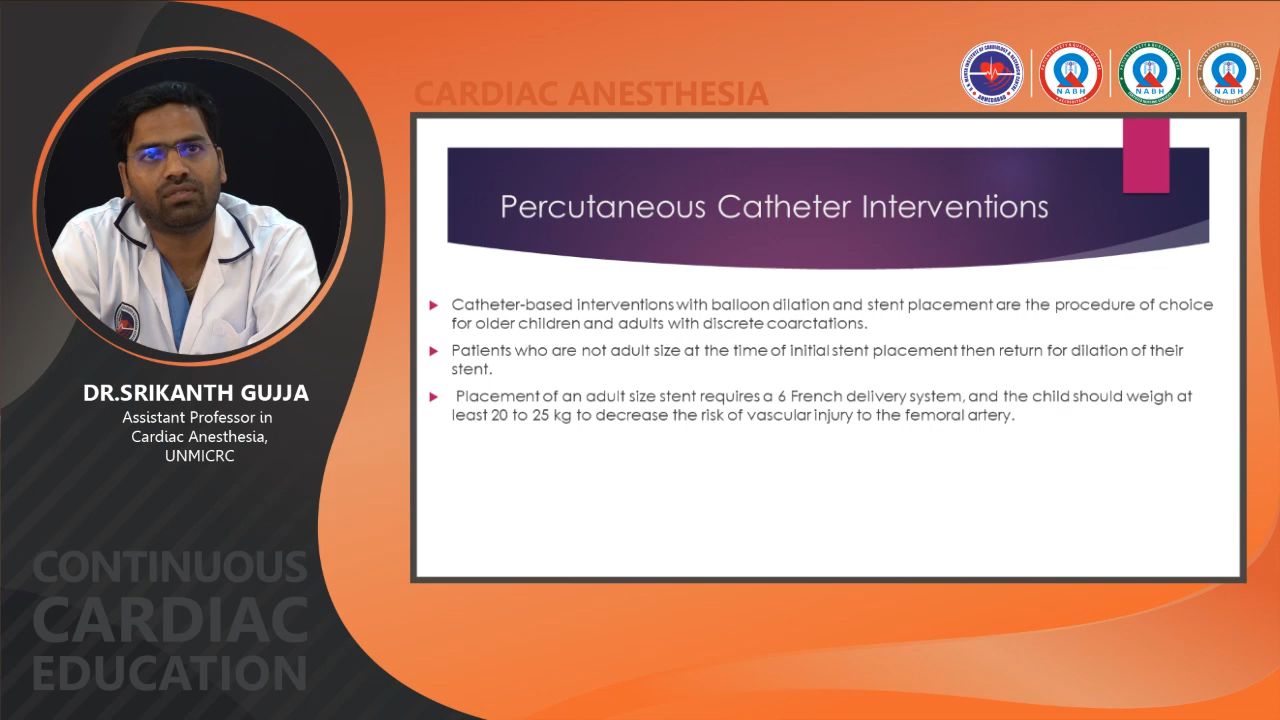 CARDIAC ANESTHESIA
NABH
NABH
NABH
Percutaneous Catheter Interventions
Catheter-based interventions with balloon dilation and stent placement are the procedure of choice
for older children and adults with discrete coarctations.
Patients who are not adult size at the time of initial stent placement then return for dilation of their
stent.
Placement of an adult size stent requires a 6 French delivery system, and the child should weigh at
least 20 to 25 kg to decrease the risk of vascular injury to the femoral artery.
DR.SRIKANTH GUJJA
Assistant Professor in
Cardiac Anesthesia,
UNMICRC
CONTINUOUS
CARDIAC
EDUCATION